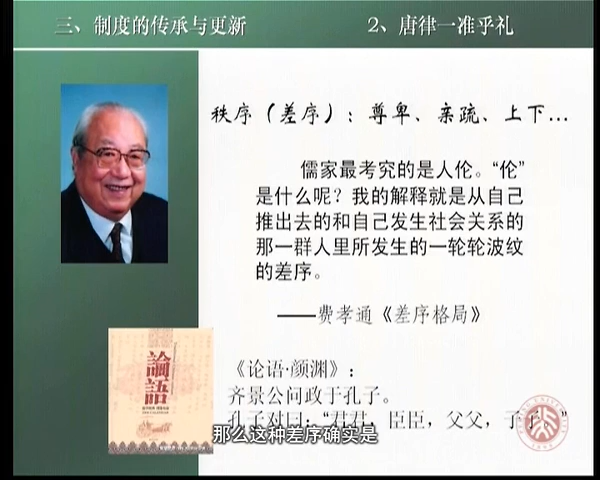 三、制度的传承与更新
2、唐律一准乎礼
秩序（差序）：尊卑、亲疏、上下...
儒家最考究的是人伦。“伦”
是什么呢？我的解释就是从自己
推出去的和自己发生社会关系的
那一群人里所发生的一轮轮波纹
的差序。
——费孝通《差序格局》
論語
《论语·颜渊》：
齐景公问政于孔子。
孔子对曰：“君君，臣臣，父父，子子。”
那么这种差序确实是